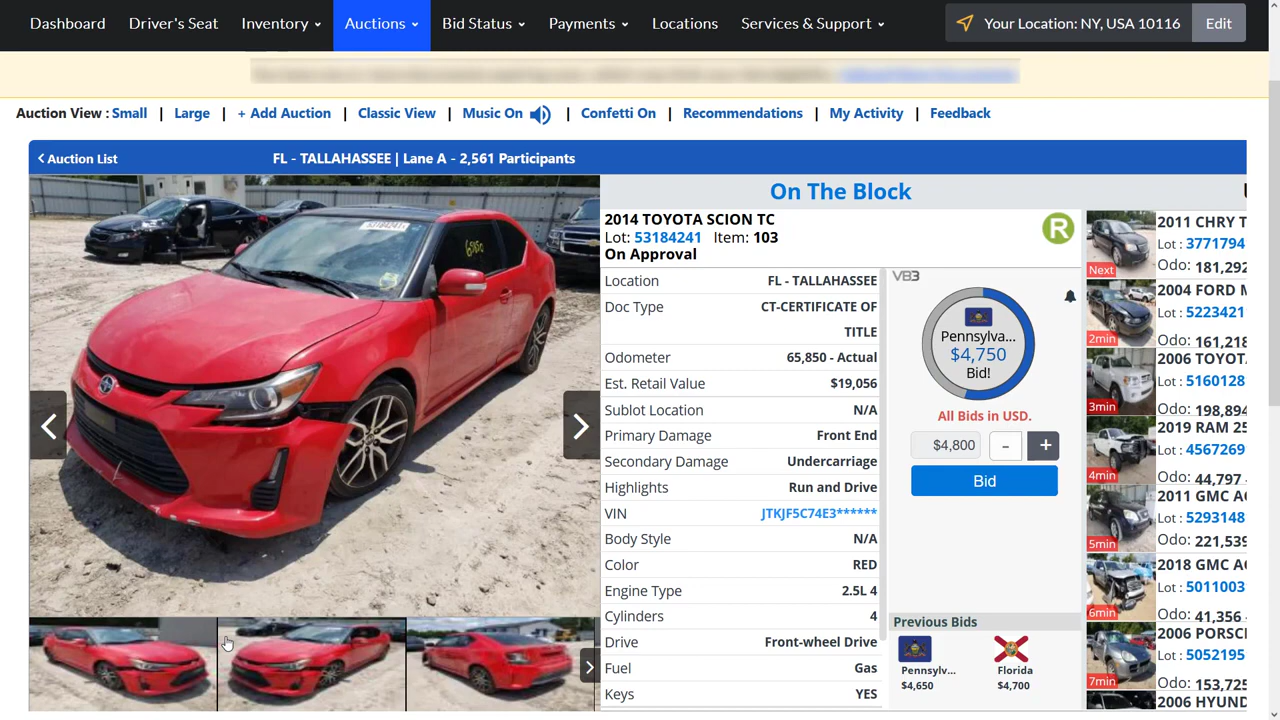 Dashboard Driver's Seat Inventory Auctions Bid Status Payments Locations Services & Support Your Location: NY, USA 10116 Edit
Auction View : Small | Large | + Add Auction | Classic View | Music On | Confetti On | Recommendations | My Activity | Feedback
Auction List FL - TALLAHASSEE | Lane A - 2,561 Participants
On The Block
2014 TOYOTA SCION TC
Lot: 53184241 Item: 103
On Approval
R
Location FL - TALLAHASSEE
Doc Type CT-CERTIFICATE OF
TITLE
Odometer 65,850 - Actual
Est. Retail Value $19,056
Sublot Location N/A
Primary Damage Front End
Secondary Damage Undercarriage
Highlights Run and Drive
VIN JTKJF5C74E3******
Body Style N/A
Color RED
Engine Type 2.5L 4
Cylinders 4
Drive Front-wheel Drive
Fuel Gas
Keys YES
VB3
Pennsylva...
$4,750
Bid!
All Bids in USD.
$4,800 - +
Bid
Previous Bids
Pennsylv... Florida
$4,650 $4,700
2011 CHRY T
Lot : 3771794
Next Odo: 181,292
2004 FORD M
Lot : 5223421
2min Odo: 161,218
2006 TOYOT
Lot : 5160128
3min Odo: 198,894
2019 RAM 25
Lot : 4567269
4min Odo: 44,797
2011 GMC AC
Lot : 5293148
5min Odo: 221,539
2018 GMC AC
Lot : 5011003
6min Odo: 41,356
2006 PORSC
Lot : 5052195
7min Odo: 153,725
2006 HYUND
53184241